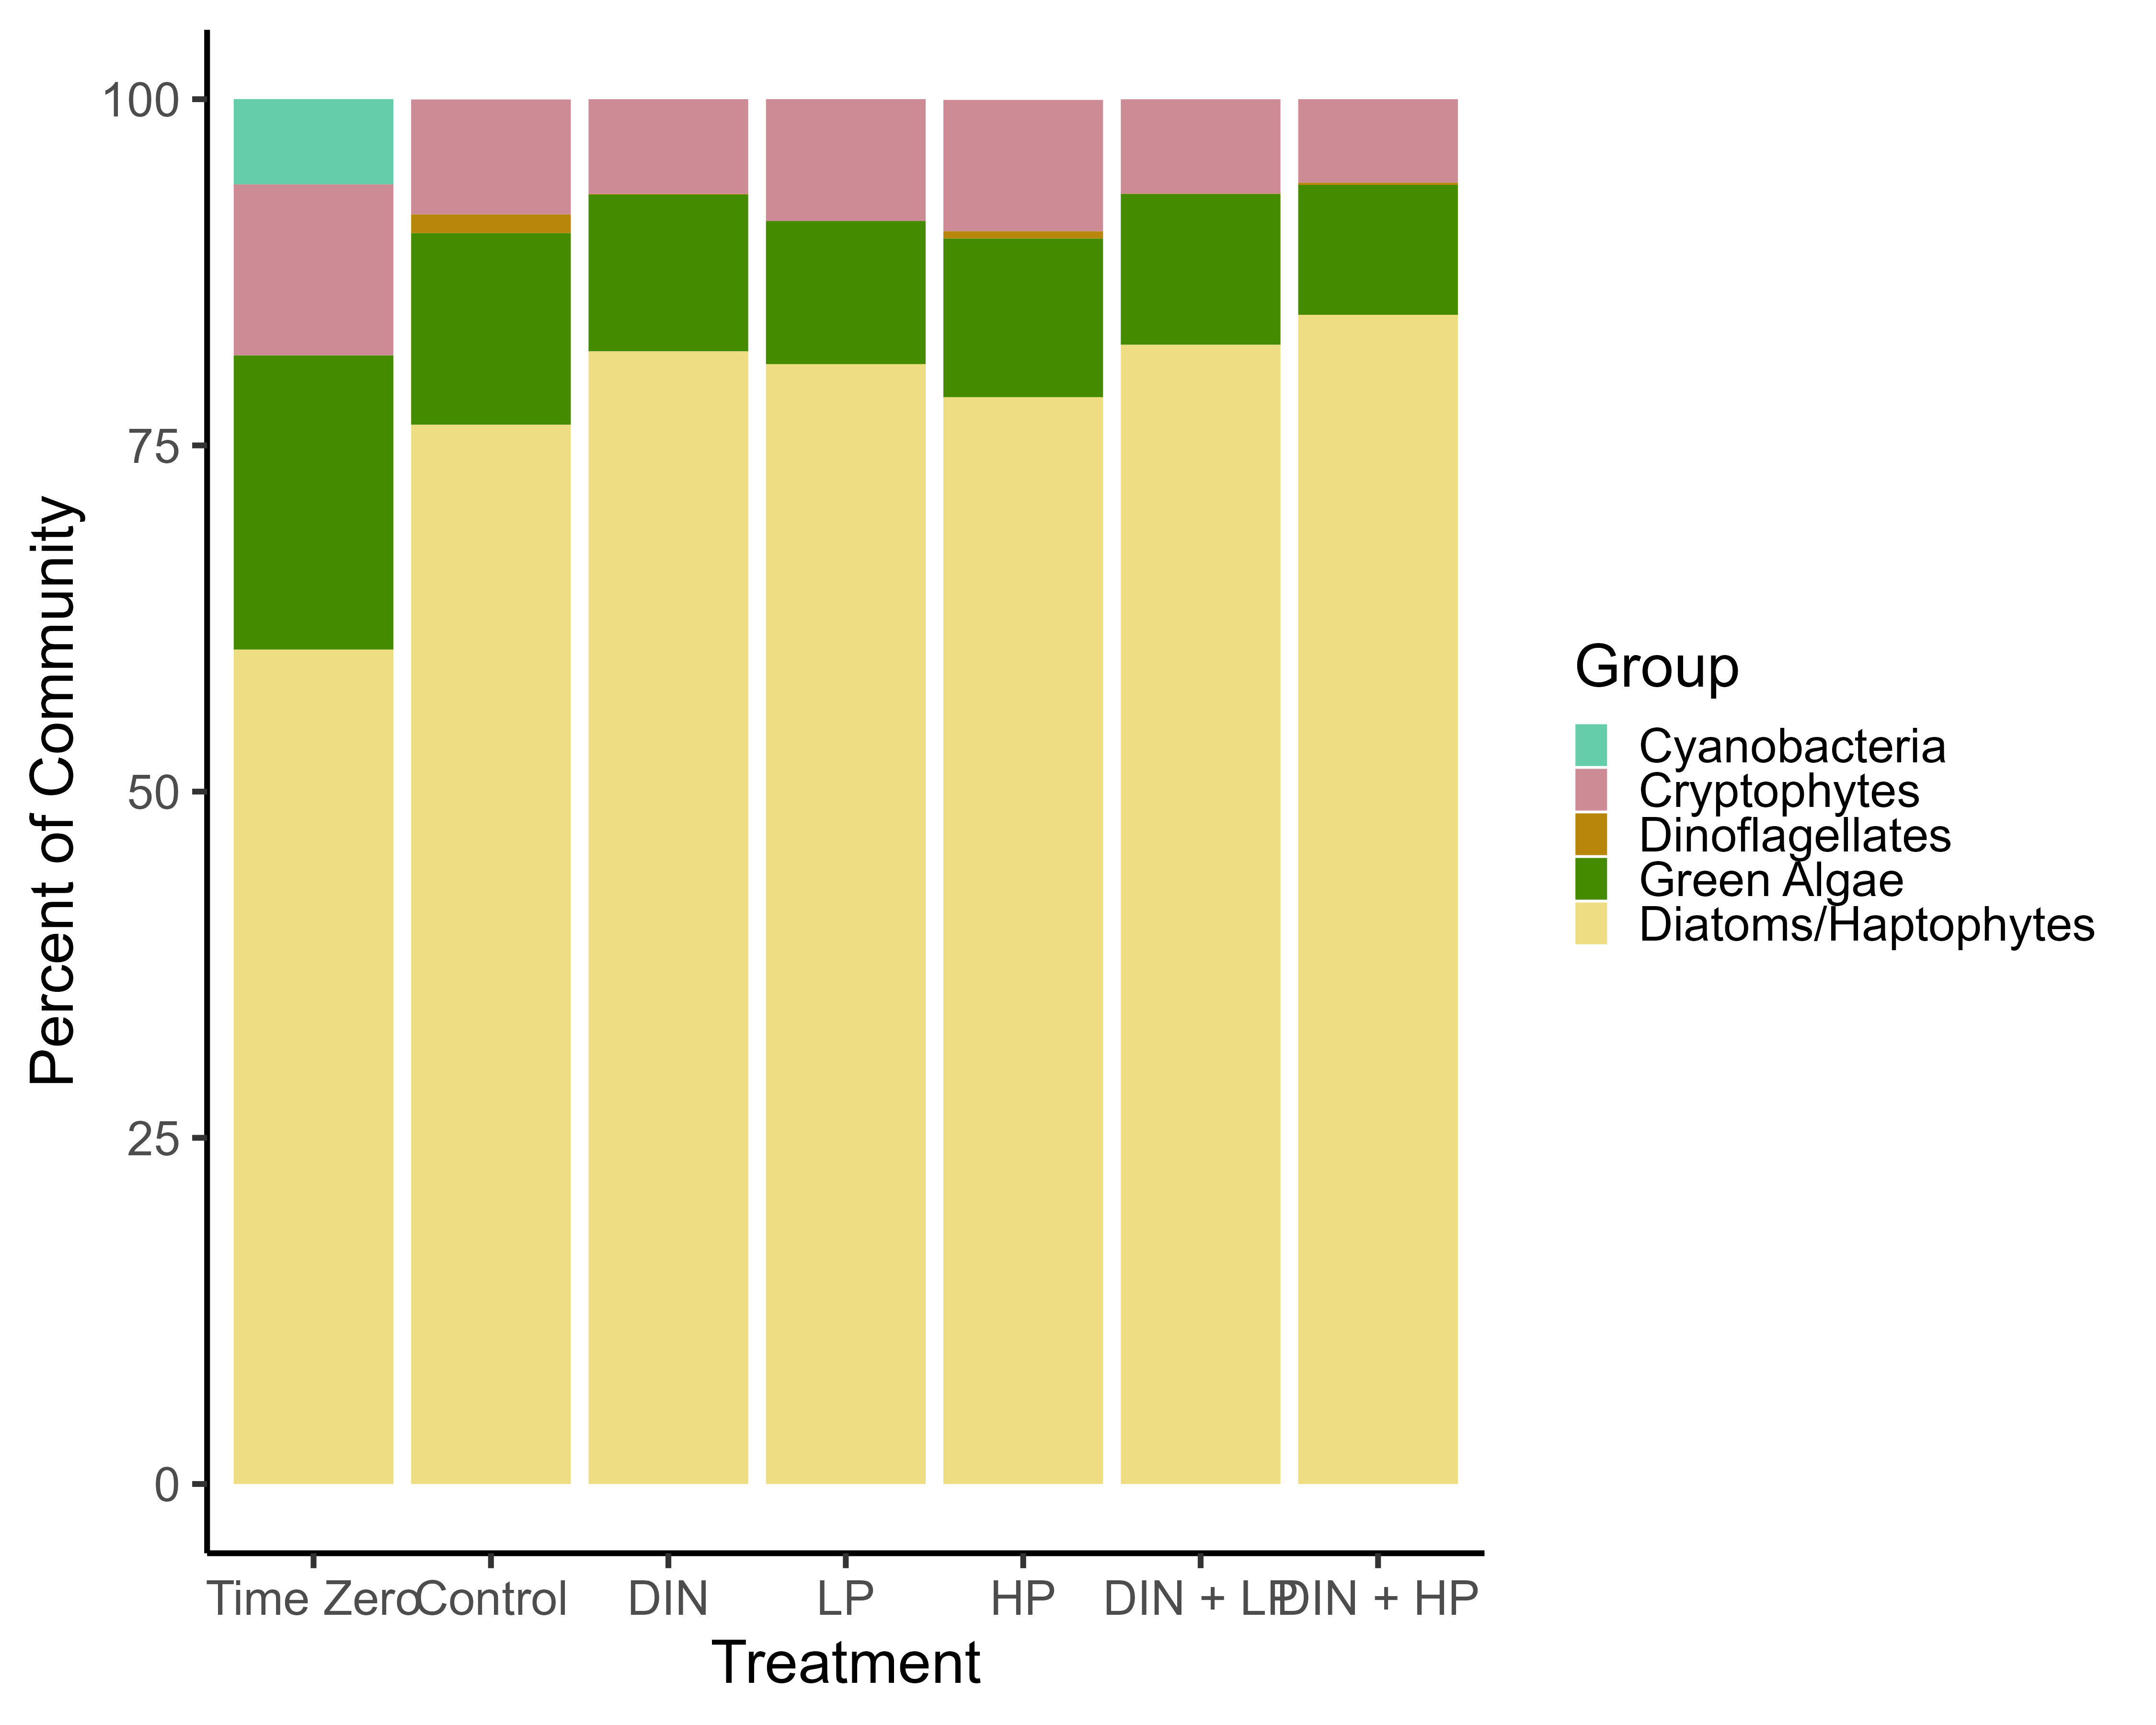 Percent of Community
100
75
50
25
0
Time Zero
Control
DIN
LP
HP
DIN + LP
DIN + HP
Treatment
Group
Cyanobacteria
Cryptophytes
Dinoflagellates
Green Algae
Diatoms/Haptophytes